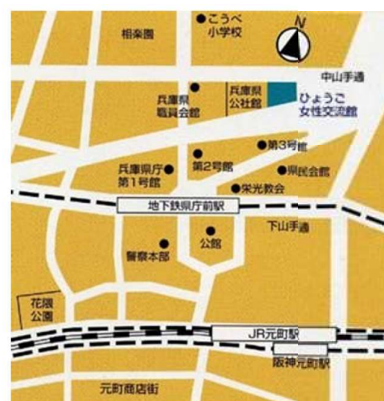 こうべ
小学校
N
相楽園
中山手通
兵庫県
職員会館
兵庫県
公社館
ひょうご
女性交流館
第3号館
第2号館
兵庫県庁
第1号館
県民会館
栄光教会
地下鉄県庁前駅
下山手通
公館
警察本部
花隈
公園
JR元町駅
阪神元町駅
元町商店街